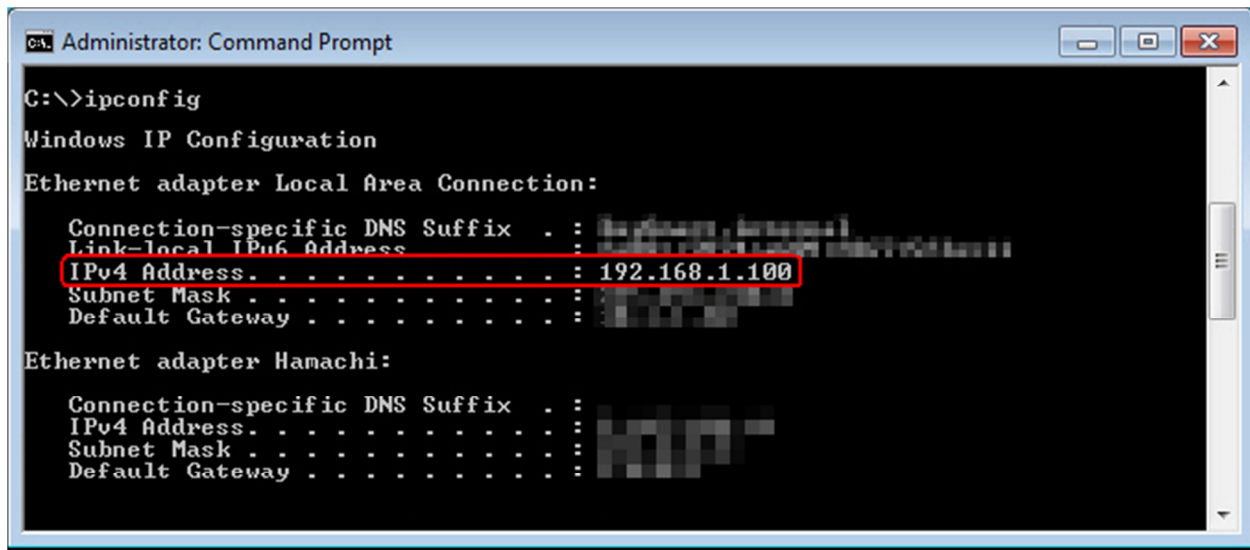 Administrator: Command Prompt
C:\>ipconfig
Windows IP Configuration
Ethernet adapter Local Area Connection:
Connection-specific DNS Suffix . :
Link-local IPv6 Address :
IPv4 Address. . . . . . . . . . . : 192.168.1.100
Subnet Mask . . . . . . . . . . . :
Default Gateway . . . . . . . . . :
Ethernet adapter Hamachi:
Connection-specific DNS Suffix . :
IPv4 Address. . . . . . . . . . . :
Subnet Mask . . . . . . . . . . . :
Default Gateway . . . . . . . . . :